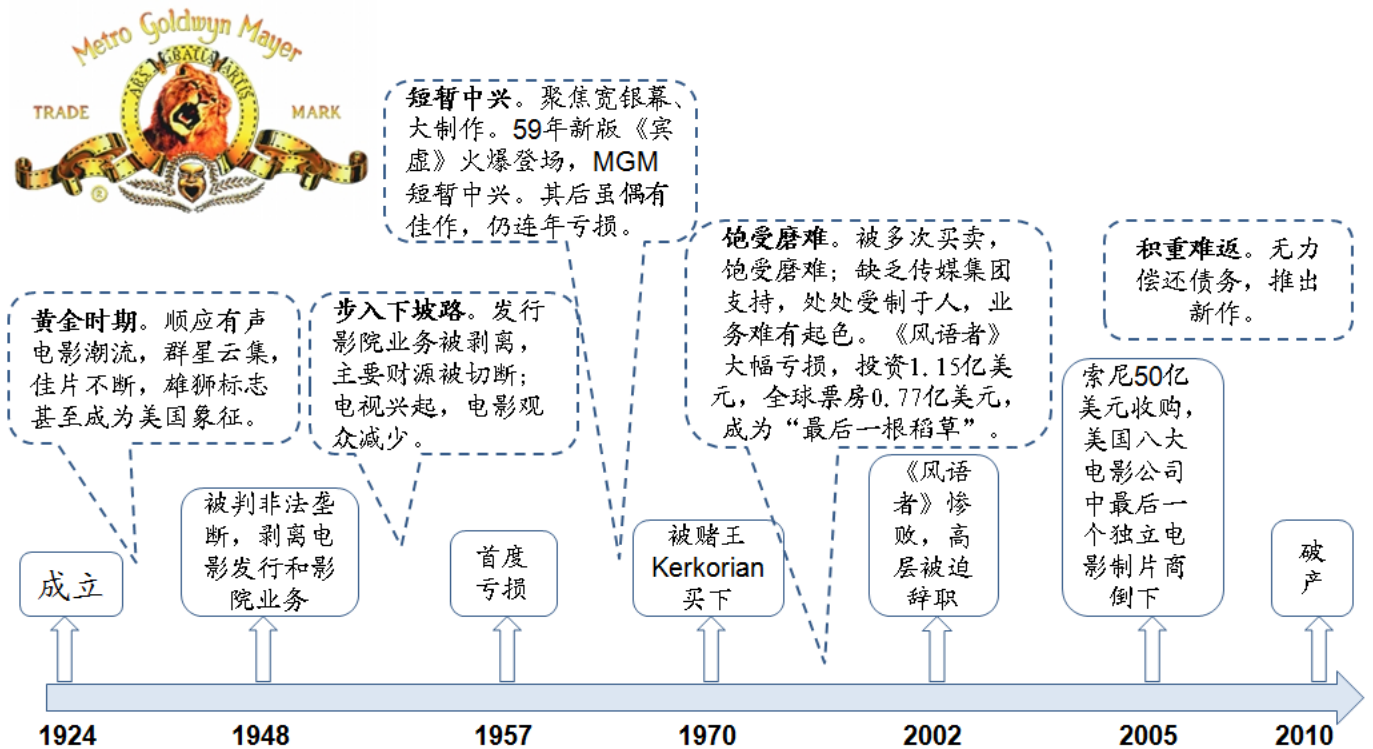 Metro Goldwyn Mayer
ARS GRATIA ARTIS
TRADE
MARK
®
短暂中兴。聚焦宽银幕、
大制作。59年新版《宾
虚》火爆登场，MGM
短暂中兴。其后虽偶有
佳作，仍连年亏损。
饱受磨难。被多次买卖，
饱受磨难；缺乏传媒集团
支持，处处受制于人，业
务难有起色。《风语者》
大幅亏损，投资1.15亿美
元，全球票房0.77亿美元，
成为“最后一根稻草”。
积重难返。无力
偿还债务，推出
新作。
黄金时期。顺应有声
电影潮流，群星云集，
佳片不断，雄狮标志
甚至成为美国象征。
步入下坡路。发行
影院业务被剥离，
主要财源被切断；
电视兴起，电影观
众减少。
成立
被判非法垄
断，剥离电
影发行和影
院业务
首度
亏损
被赌王
Kerkorian
买下
《风语
者》惨
败，高
层被迫
辞职
索尼50亿
美元收购，
美国八大
电影公司
中最后一
个独立电
影制片商
倒下
破
产
1924
1948
1957
1970
2002
2005
2010